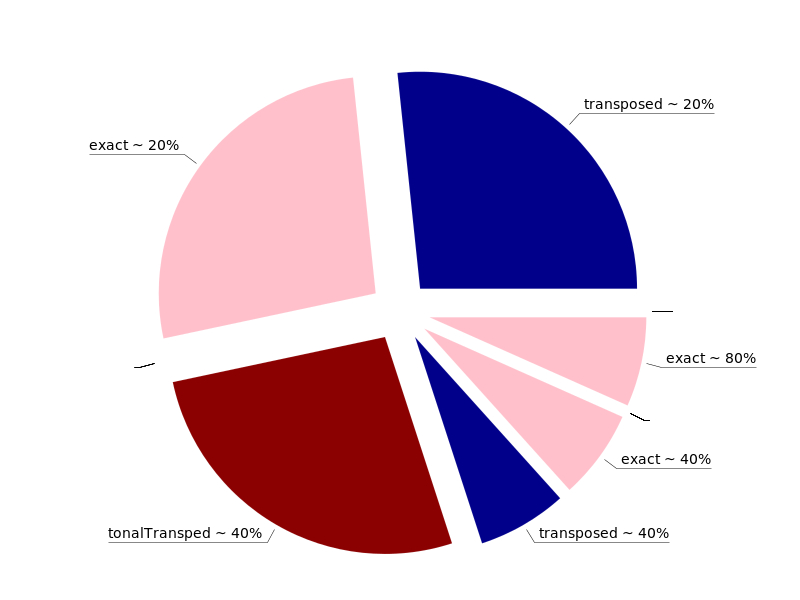 transposed ~ 20%
exact ~ 20%
exact ~ 80%
exact ~ 40%
tonalTransped ~ 40%
transposed ~ 40%